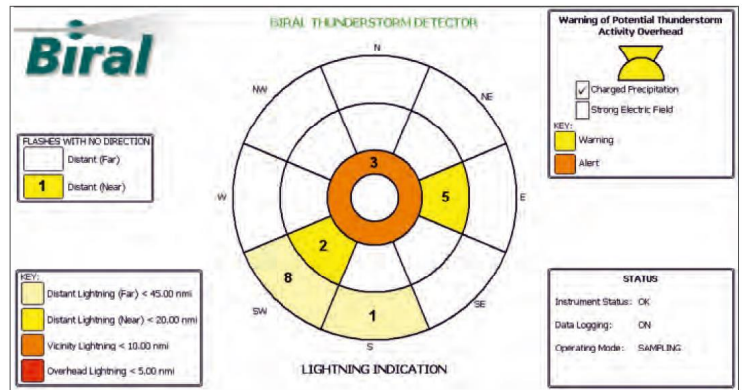 Biral
BIRAL THUNDERSTORM DETECTOR
N
NE
E
SE
S
SW
W
NW
3
5
2
8
1
LIGHTNING INDICATION
FLASHES WITH NO DIRECTION
Distant (Far)
1 Distant (Near)
KEY:
Distant Lightning (Far) < 45.00 nmi
Distant Lightning (Near) < 20.00 nmi
Vicinity Lightning < 10.00 nmi
Overhead Lightning < 5.00 nmi
Warning of Potential Thunderstorm
Activity Overhead
✓ Charged Precipitation
Strong Electric Field
KEY:
Warning
Alert
STATUS
Instrument Status: OK
Data Logging: ON
Operating Mode: SAMPLING